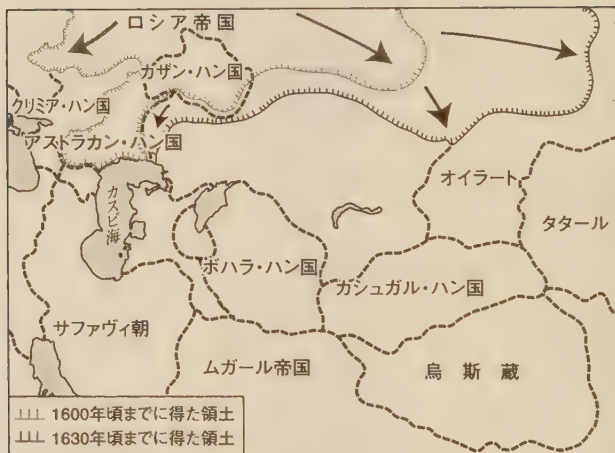 ロシア帝国
カザン・ハン国
クリミア・ハン国
アストラカン・ハン国
カスピ海
オイラート
タタール
ボハラ・ハン国
カシュガル・ハン国
サファヴィ朝
ムガール帝国
烏斯蔵
1600年頃までに得た領土
1630年頃までに得た領土